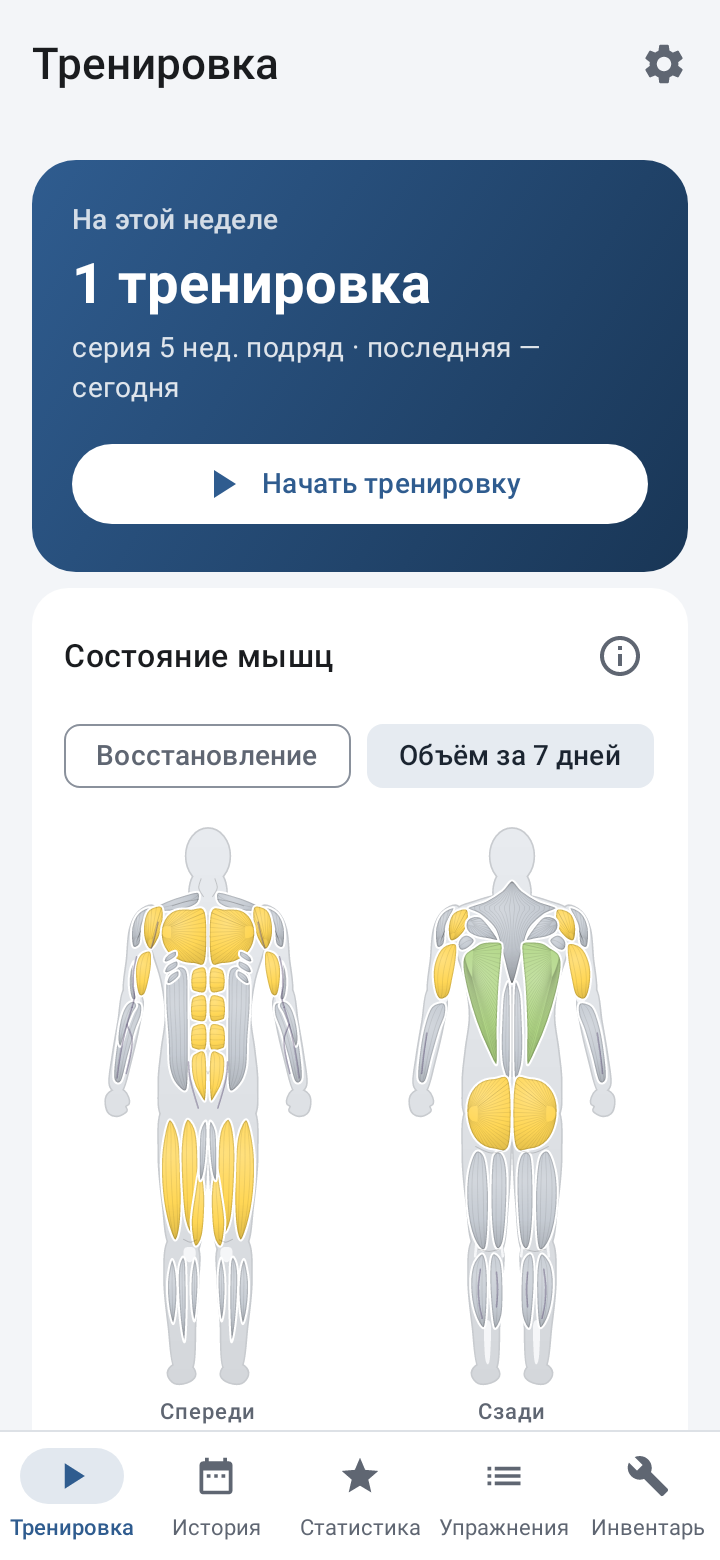 Тренировка
На этой неделе
1 тренировка
серия 5 нед. подряд · последняя —
сегодня
Начать тренировку
Состояние мышц
Восстановление
Объём за 7 дней
Спереди
Сзади
Тренировка
История
Статистика
Упражнения
Инвентарь